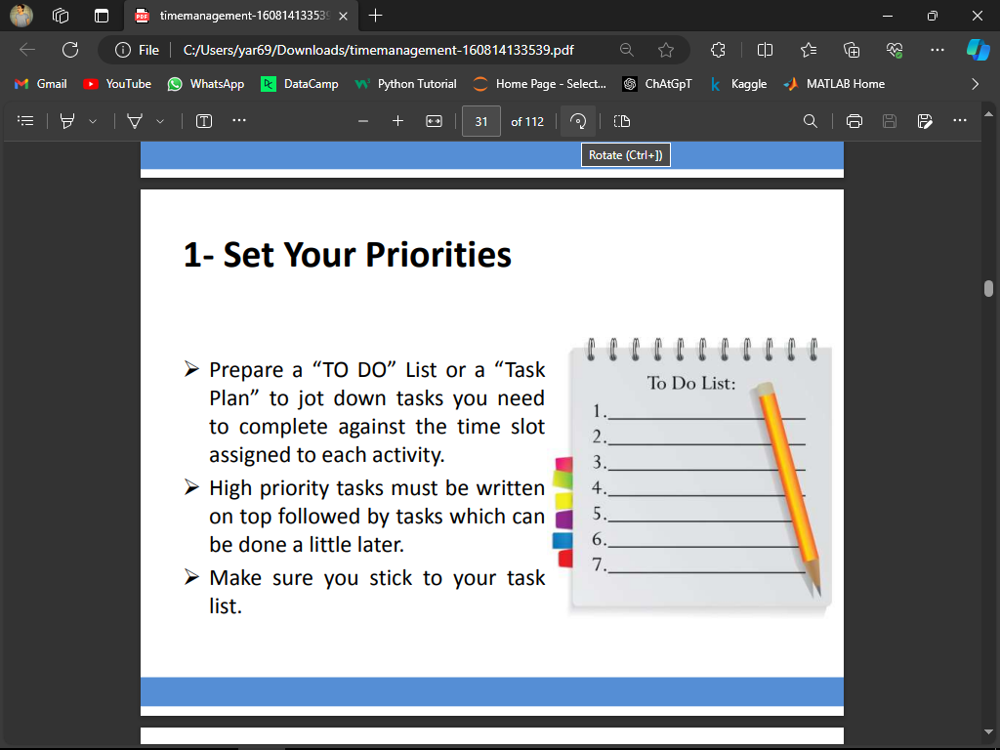 timemanagement-160814133539
File
C:/Users/yar69/Downloads/timemanagement-160814133539.pdf
Gmail
YouTube
WhatsApp
DataCamp
Python Tutorial
Home Page - Select...
ChAtGpT
Kaggle
MATLAB Home
31
of 112
Rotate (Ctrl+])
1- Set Your Priorities
➢ Prepare a “TO DO” List or a “Task
Plan” to jot down tasks you need
to complete against the time slot
assigned to each activity.
➢ High priority tasks must be written
on top followed by tasks which can
be done a little later.
➢ Make sure you stick to your task
list.
To Do List:
1.
2.
3.
4.
5.
6.
7.